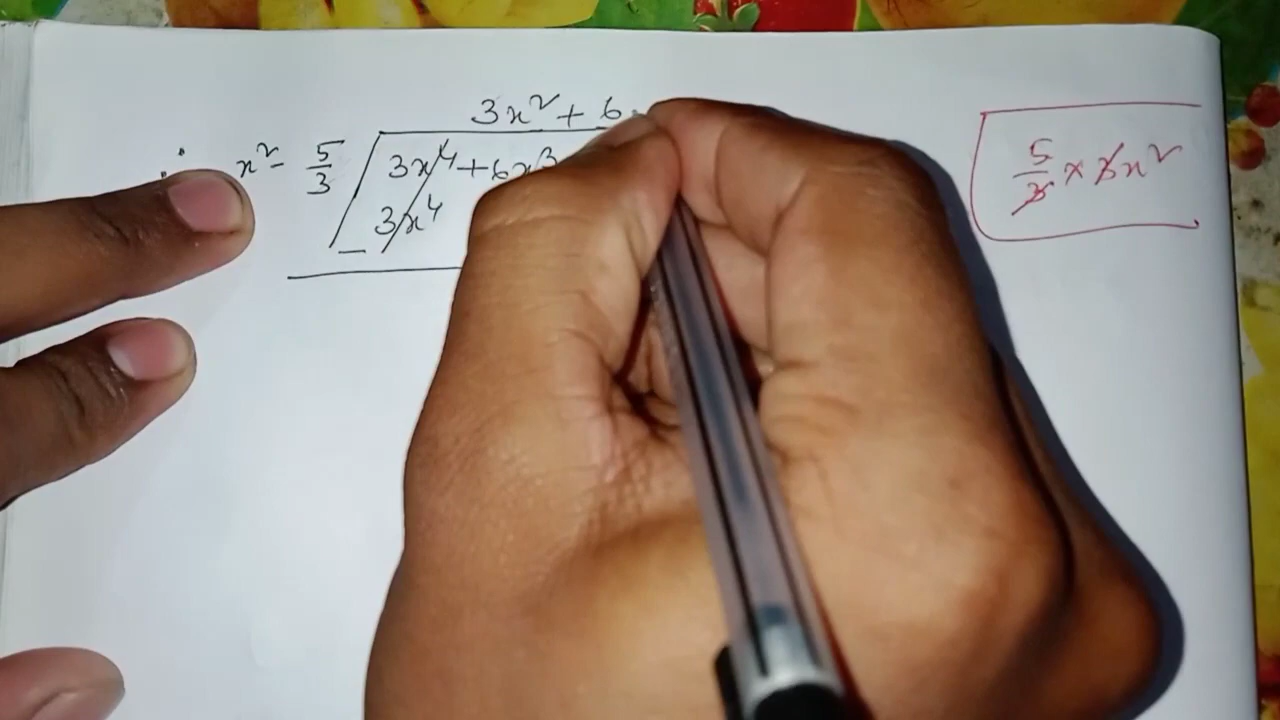 3x² + 6
∴ x² - 5/3 3x⁴ + 6x³
3x⁴
−
5/3 × 3x²